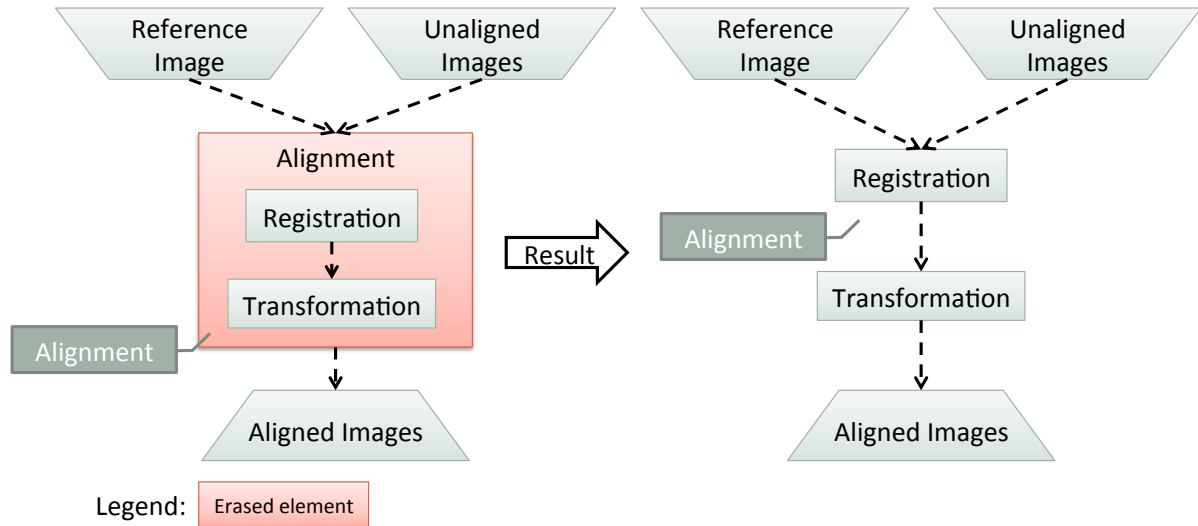 Reference
Image
Unaligned
Images
Alignment
Registration
Transformation
Alignment
Aligned Images
Legend:
Erased element
Result
Reference
Image
Unaligned
Images
Registration
Alignment
Transformation
Aligned Images